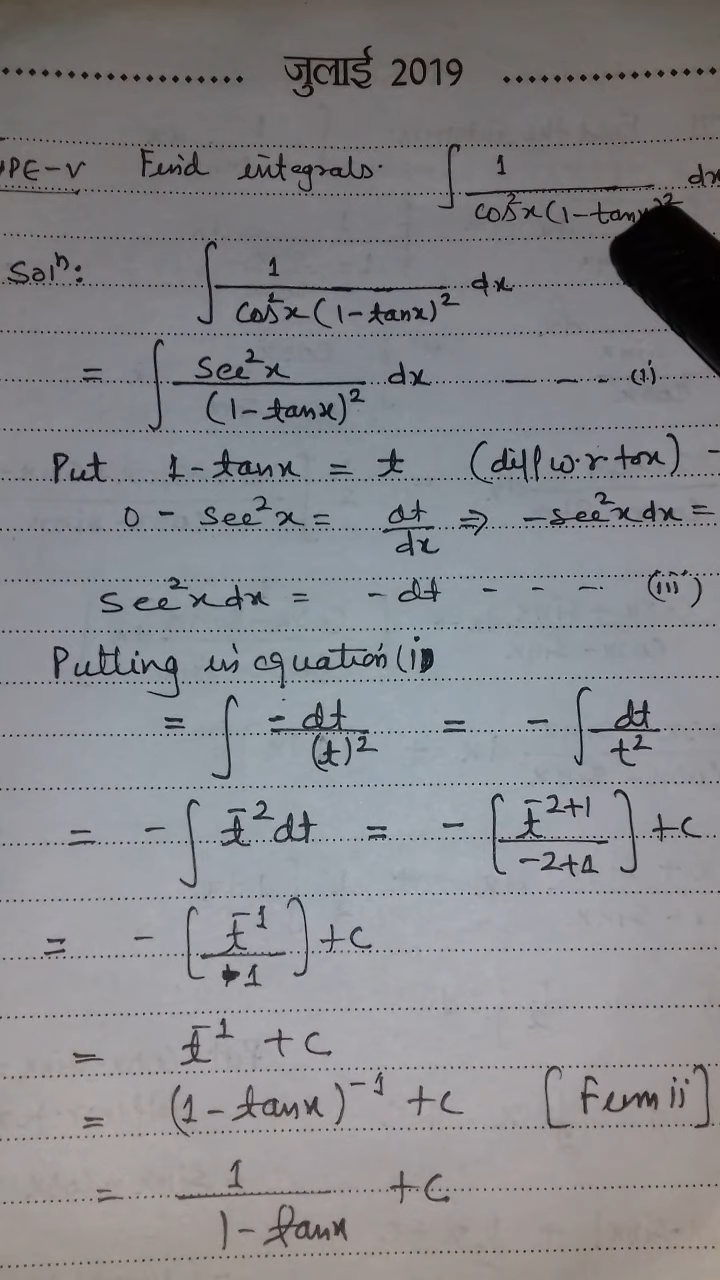 जुलाई 2019
PE-V Find integrals. ∫ 1/(cos²x(1-tanx)²) dx
Solⁿ: ∫ 1/(cos²x(1-tanx)²) dx
= ∫ sec²x/(1-tanx)² dx - - - (i)
Put 1-tanx = t (diff w.r to x) -
0 - sec²x = dt/dx ⇒ -sec²x dx =
sec²x dx = - dt - - - (ii)
Putting in equation (i)
= ∫ -dt/(t)² = - ∫ dt/t²
= - ∫ t⁻² dt = - [t⁻²⁺¹/(-2+1)] + c
= - [t⁻¹/-1] + c
= t⁻¹ + c
= (1-tanx)⁻¹ + c [From ii]
= 1/(1-tanx) + c